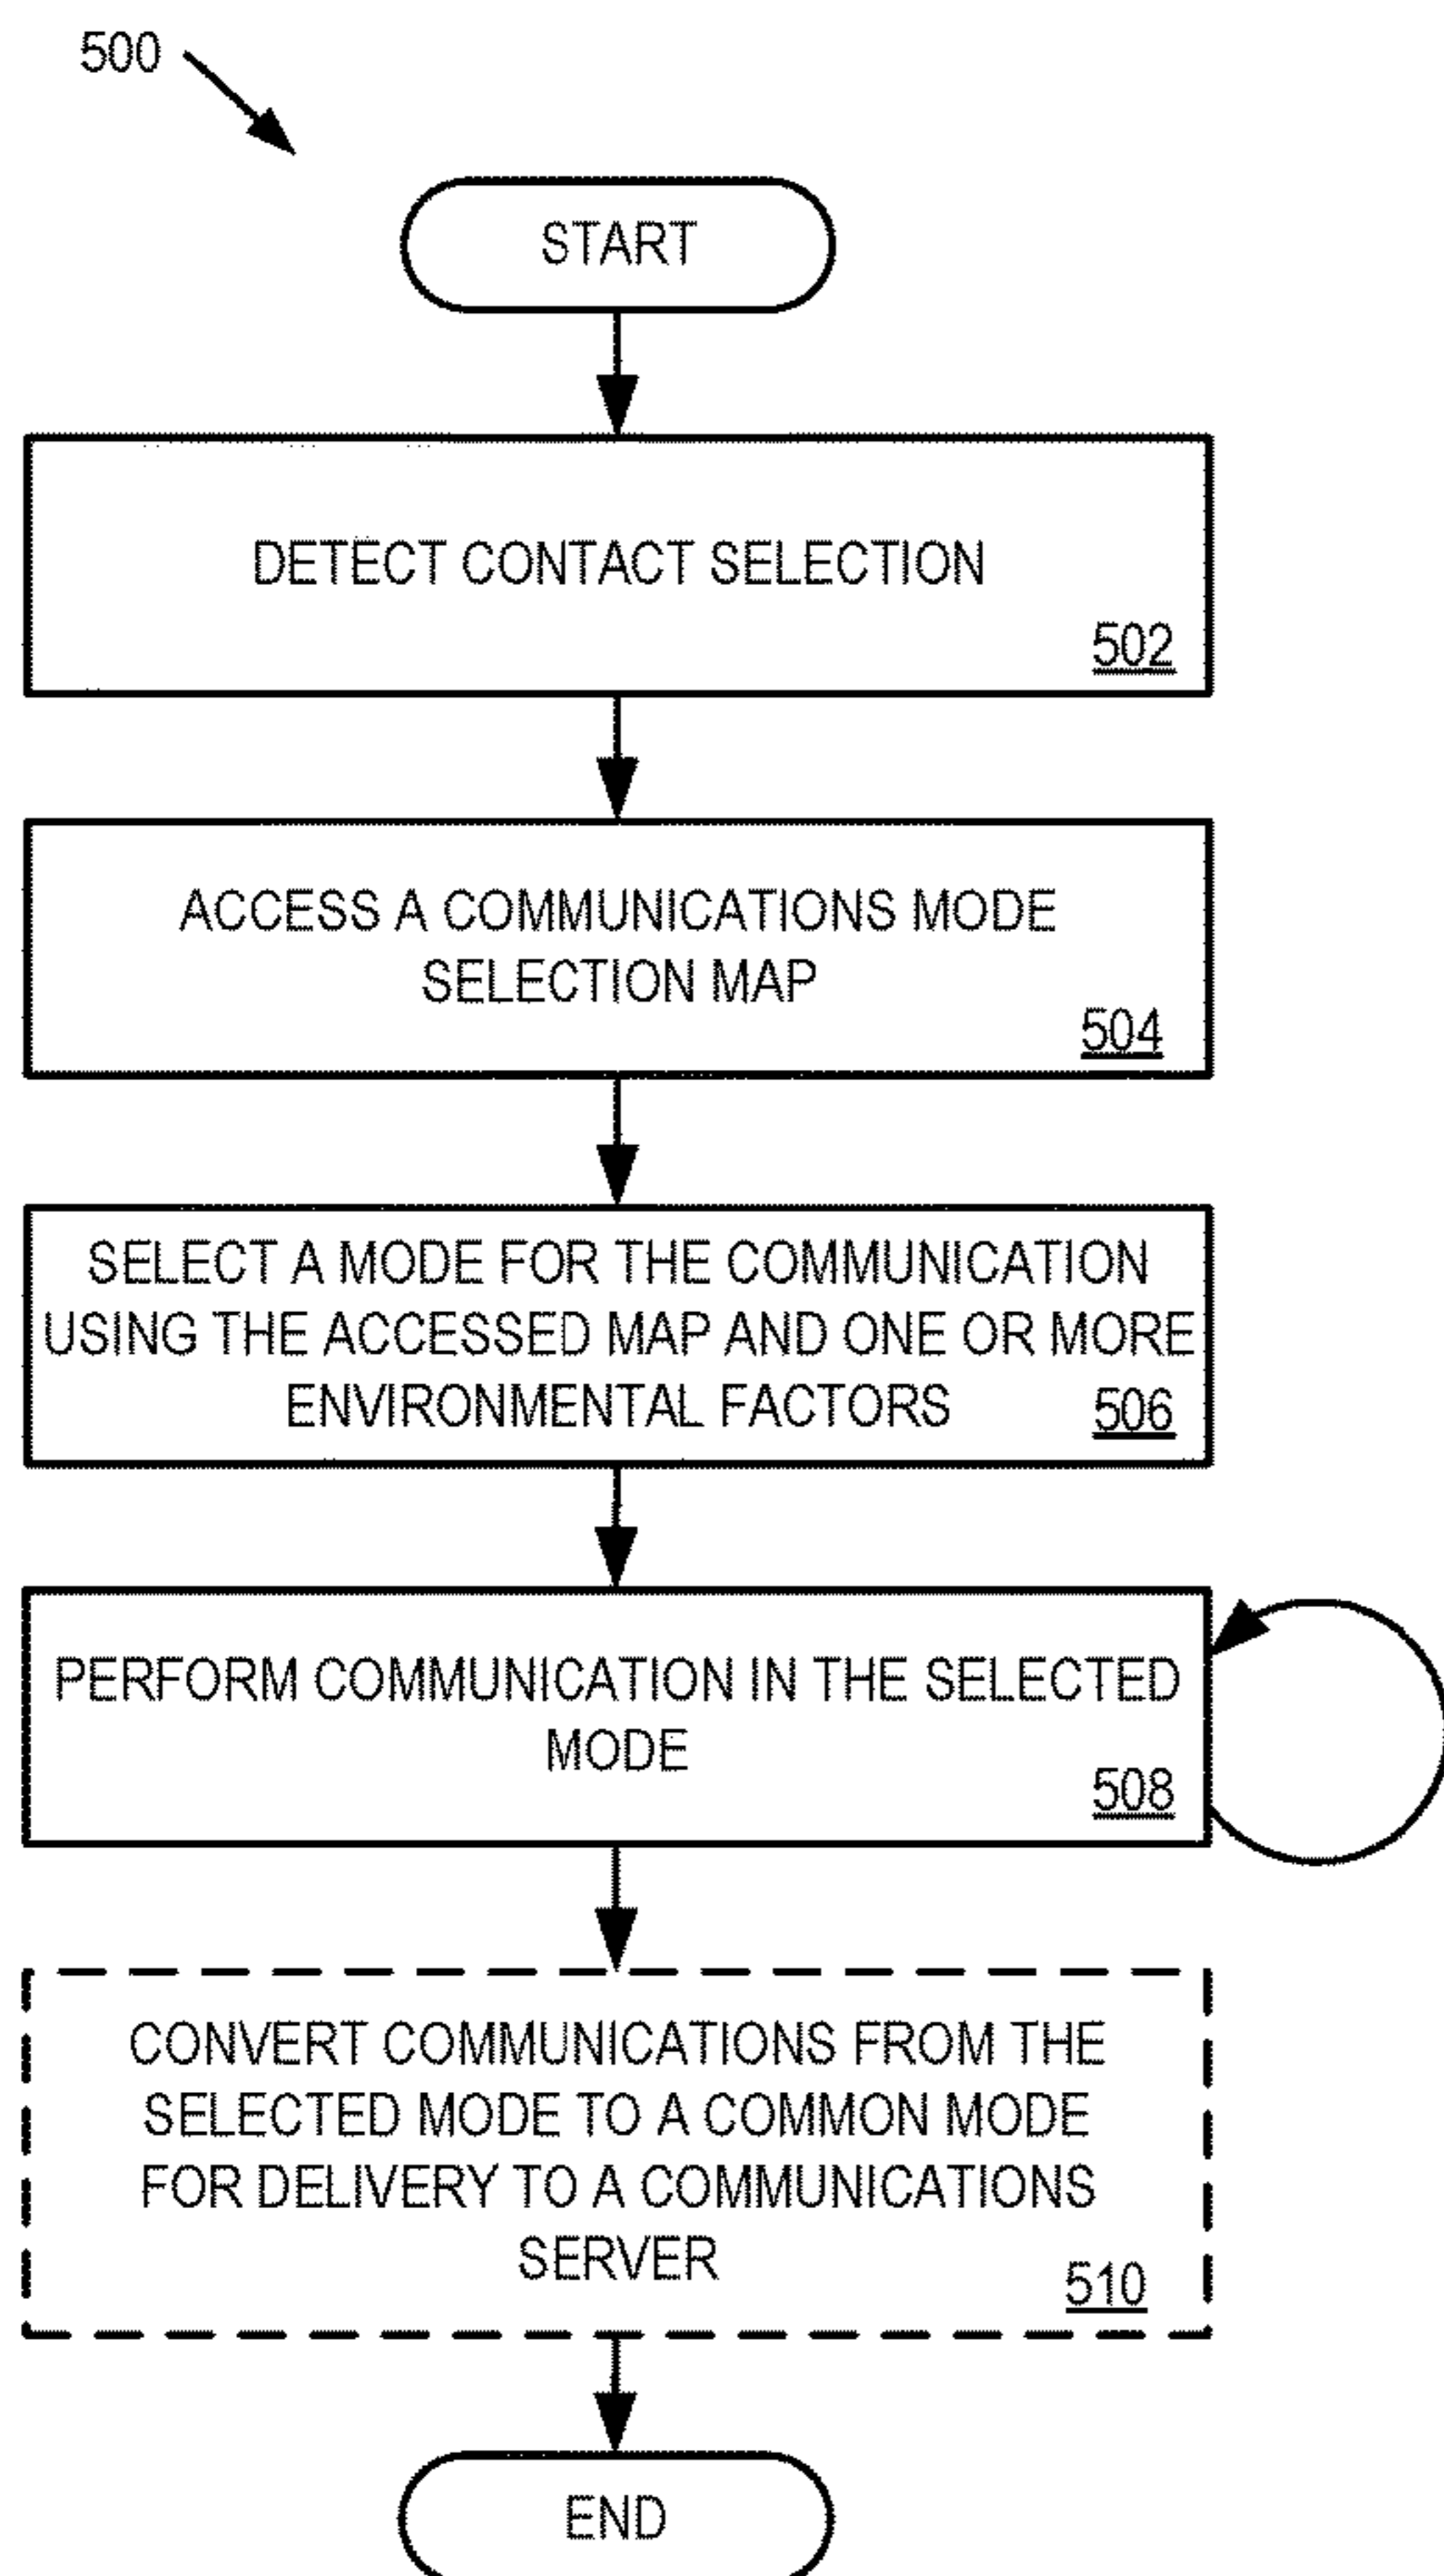 500
START
DETECT CONTACT SELECTION
502
ACCESS A COMMUNICATIONS MODE
SELECTION MAP
504
SELECT A MODE FOR THE COMMUNICATION
USING THE ACCESSED MAP AND ONE OR MORE
ENVIRONMENTAL FACTORS
506
PERFORM COMMUNICATION IN THE SELECTED
MODE
508
CONVERT COMMUNICATIONS FROM THE
SELECTED MODE TO A COMMON MODE
FOR DELIVERY TO A COMMUNICATIONS
SERVER
510
END